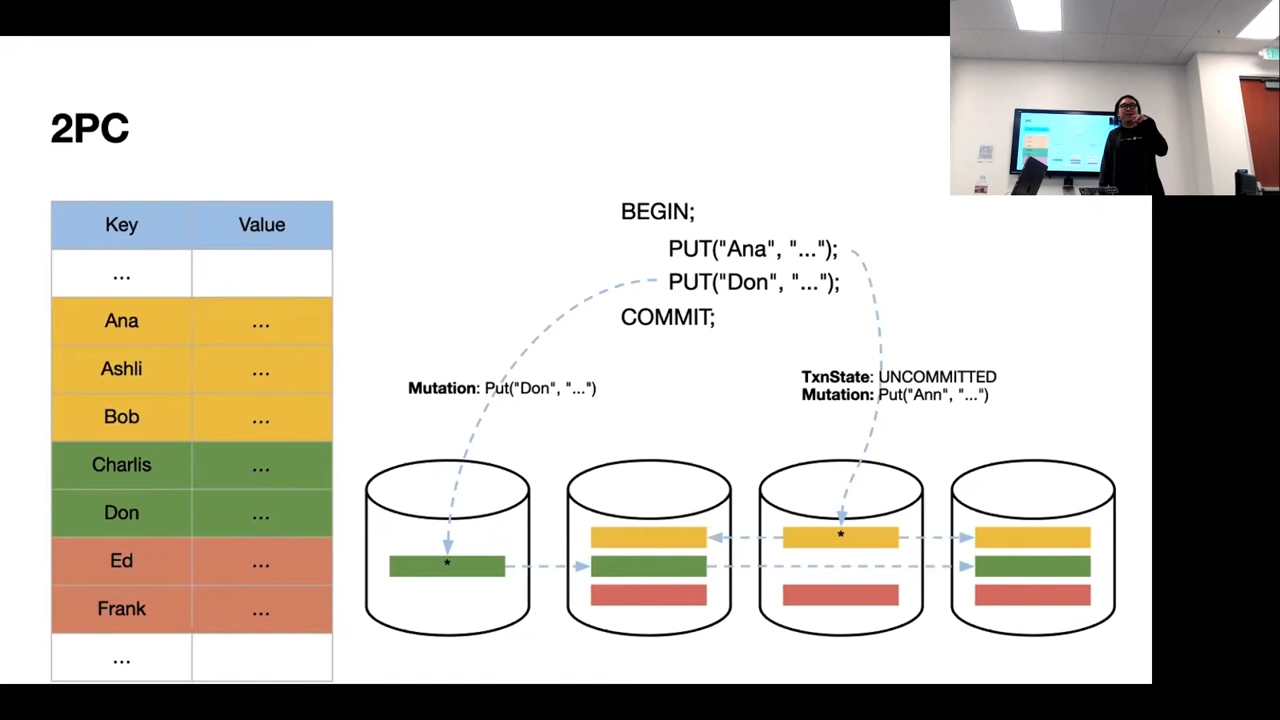 2PC
Key Value
...
Ana ...
Ashli ...
Bob ...
Charlis ...
Don ...
Ed ...
Frank ...
...
BEGIN;
PUT("Ana", "...");
PUT("Don", "...");
COMMIT;
Mutation: Put("Don", "...")
TxnState: UNCOMMITTED
Mutation: Put("Ann", "...")
*
*